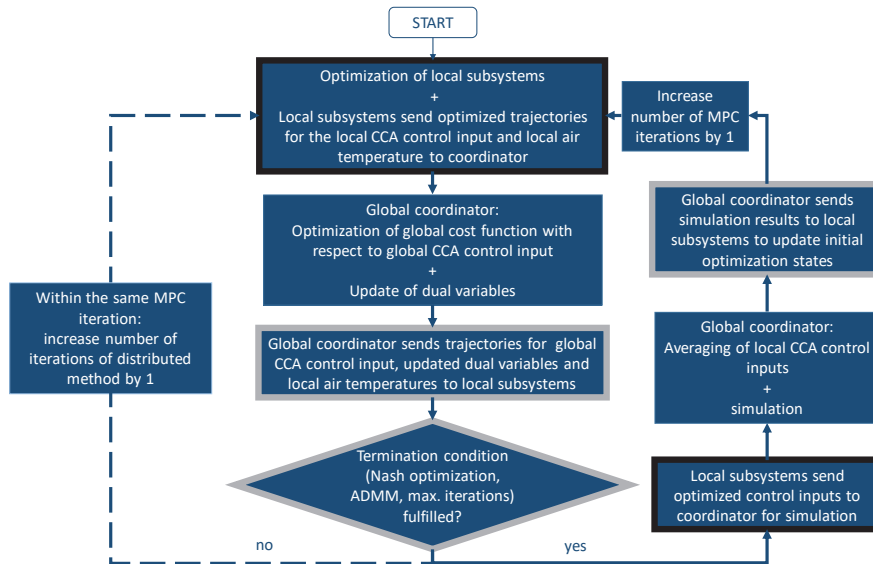 START
Optimization of local subsystems
+
Local subsystems send optimized trajectories
for the local CCA control input and local air
temperature to coordinator
Increase
number of MPC
iterations by 1
Global coordinator:
Optimization of global cost function with
respect to global CCA control input
+
Update of dual variables
Global coordinator sends
simulation results to local
subsystems to update initial
optimization states
Within the same MPC
iteration:
increase number of
iterations of distributed
method by 1
Global coordinator sends trajectories for global
CCA control input, updated dual variables and
local air temperatures to local subsystems
Global coordinator:
Averaging of local CCA control
inputs
+
simulation
Termination condition
(Nash optimization,
ADMM, max. iterations)
fulfilled?
Local subsystems send
optimized control inputs to
coordinator for simulation
no
yes